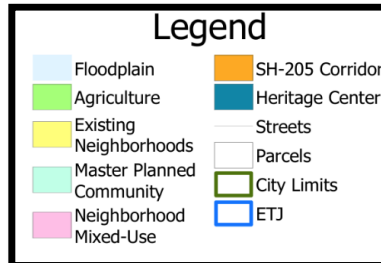 Legend
Floodplain
Agriculture
Existing
Neighborhoods
Master Planned
Community
Neighborhood
Mixed-Use
SH-205 Corridor
Heritage Center
Streets
Parcels
City Limits
ETJ